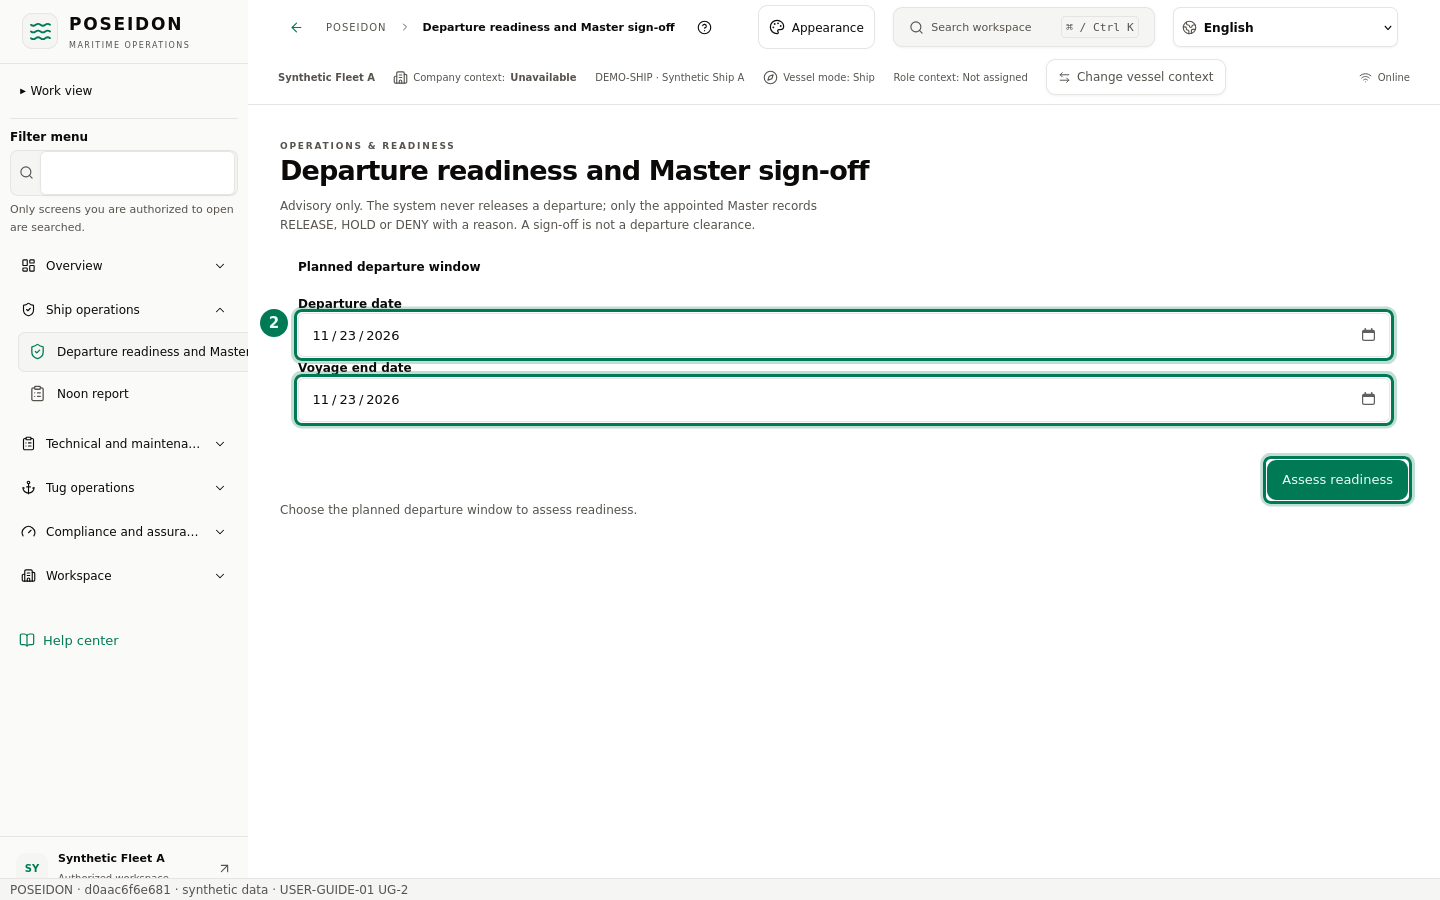 POSEIDON
MARITIME OPERATIONS
Work view
Filter menu
Only screens you are authorized to open
are searched.
Overview
Ship operations
Departure readiness and Master
Noon report
Technical and maintena...
Tug operations
Compliance and assura...
Workspace
Help center
SY
Synthetic Fleet A
Authorized workspace
POSEIDON
Departure readiness and Master sign-off
Appearance
Search workspace
⌘ / Ctrl K
English
Synthetic Fleet A
Company context: Unavailable
DEMO-SHIP · Synthetic Ship A
Vessel mode: Ship
Role context: Not assigned
Change vessel context
Online
OPERATIONS & READINESS
Departure readiness and Master sign-off
Advisory only. The system never releases a departure; only the appointed Master records
RELEASE, HOLD or DENY with a reason. A sign-off is not a departure clearance.
Planned departure window
Departure date
2
11/23/2026
Voyage end date
11/23/2026
Assess readiness
Choose the planned departure window to assess readiness.
POSEIDON · d0aac6f6e681 · synthetic data · USER-GUIDE-01 UG-2